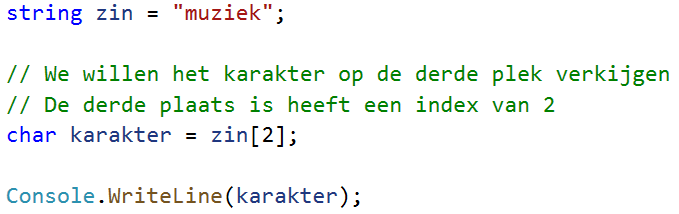 string zin = "muziek";
// We willen het karakter op de derde plek verkijgen
// De derde plaats is heeft een index van 2
char karakter = zin[2];
Console.WriteLine(karakter);